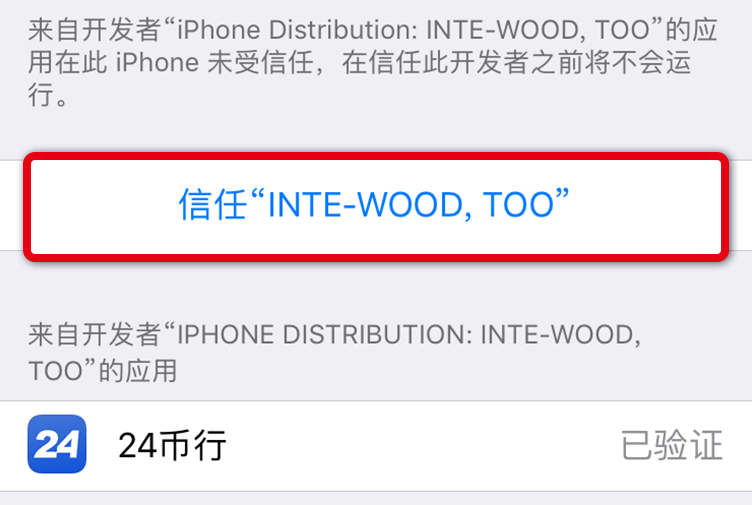 来自开发者“iPhone Distribution: INTE-WOOD, TOO”的应
用在此 iPhone 未受信任，在信任此开发者之前将不会运
行。
信任“INTE-WOOD, TOO”
来自开发者“IPHONE DISTRIBUTION: INTE-WOOD,
TOO”的应用
24 24币行 已验证